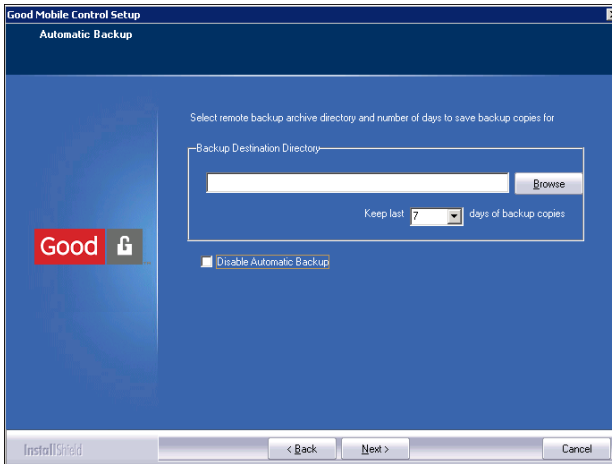 Good Mobile Control Setup
Automatic Backup
Select remote backup archive directory and number of days to save backup copies for
Backup Destination Directory
Browse
Keep last 7 days of backup copies
Good
Disable Automatic Backup
InstallShield
< Back Next > Cancel